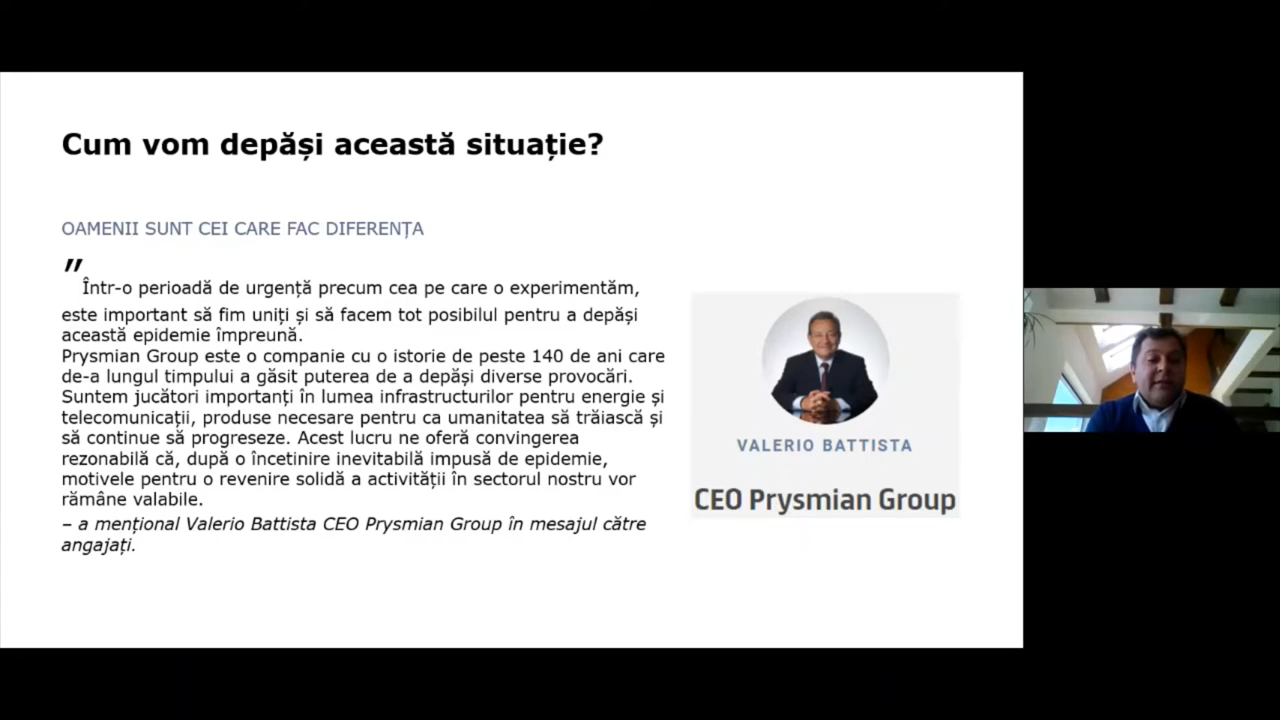 Cum vom depăși această situație?
OAMENII SUNT CEI CARE FAC DIFERENȚA
”
Într-o perioadă de urgență precum cea pe care o experimentăm,
este important să fim uniți și să facem tot posibilul pentru a depăși
această epidemie împreună.
Prysmian Group este o companie cu o istorie de peste 140 de ani care
de-a lungul timpului a găsit puterea de a depăși diverse provocări.
Suntem jucători importanți în lumea infrastructurilor pentru energie și
telecomunicații, produse necesare pentru ca umanitatea să trăiască și
să continue să progreseze. Acest lucru ne oferă convingerea
rezonabilă că, după o încetinire inevitabilă impusă de epidemie,
motivele pentru o revenire solidă a activității în sectorul nostru vor
rămâne valabile.
– a mențional Valerio Battista CEO Prysmian Group în mesajul către
angajați.
VALERIO BATTISTA
CEO Prysmian Group